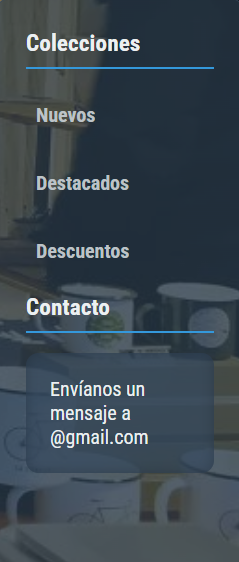 Colecciones
Nuevos
Destacados
Descuentos
Contacto
Envíanos un
mensaje a
@gmail.com